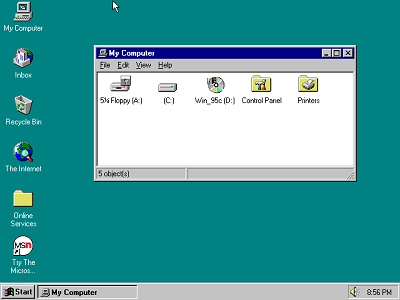 My Computer
Inbox
Recycle Bin
The Internet
Online
Services
MSN
Try The
Micros...
My Computer
File Edit View Help
5¼ Floppy (A:) (C:) Win_95c (D:) Control Panel Printers
5 object(s)
Start My Computer 8:56 PM